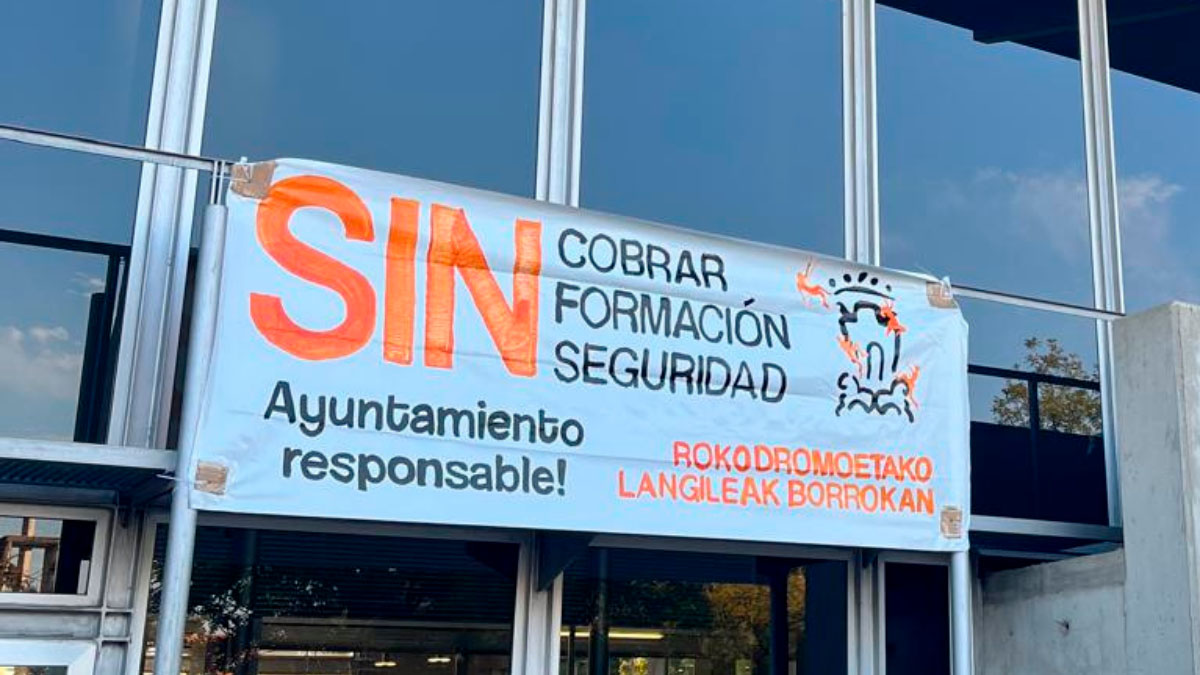 SIN
COBRAR
FORMACIÓN
SEGURIDAD
Ayuntamiento
responsable!
ROKODROMOETAKO
LANGILEAK BORROKAN